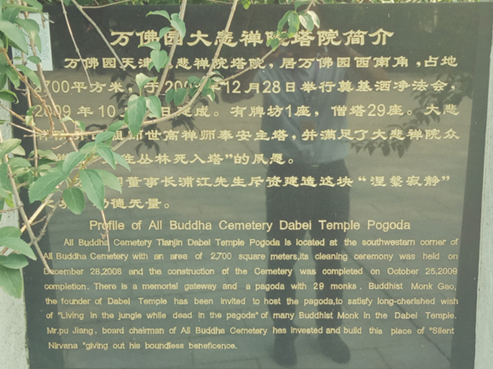 万佛园大悲禅院塔院简介
万佛园天津大悲禅院塔院，居万佛园西南角，占地
2700平方米，于200 年12月28日举行奠基洒净法会，
2009年10月 日建成。有牌坊1座，僧塔29座。大悲
世高禅师奉安主塔，并满足了大悲禅院众
丛林死入塔”的夙愿。
董事长浦江先生斥资建造这块“涅槃寂静”
德无量。
Profile of All Buddha Cemetery Dabei Temple Pogoda
All Buddha Cemetery Tianjin Dabei Temple Pogoda is located at the southwestern corner of
All Buddha Cemetery with an area of 2,700 square meters,its cleaning ceremony was held on
December 28,2008 and the construction of the Cemetery was completed on October 25,2009
completion. There is a memorial gateway and a pagoda with 29 monks. Buddhist Monk Gao,
the founder of Dabei Temple has been invited to host the pagoda,to satisfy long-cherished wish
of "Living in the jungle while dead in the pagoda" of many Buddhist Monk in the Dabei Temple.
Mr.pu Jiang, board chairman of All Buddha Cemetery has invested and build this place of "Silent
Nirvana "giving out his boundless beneficence.